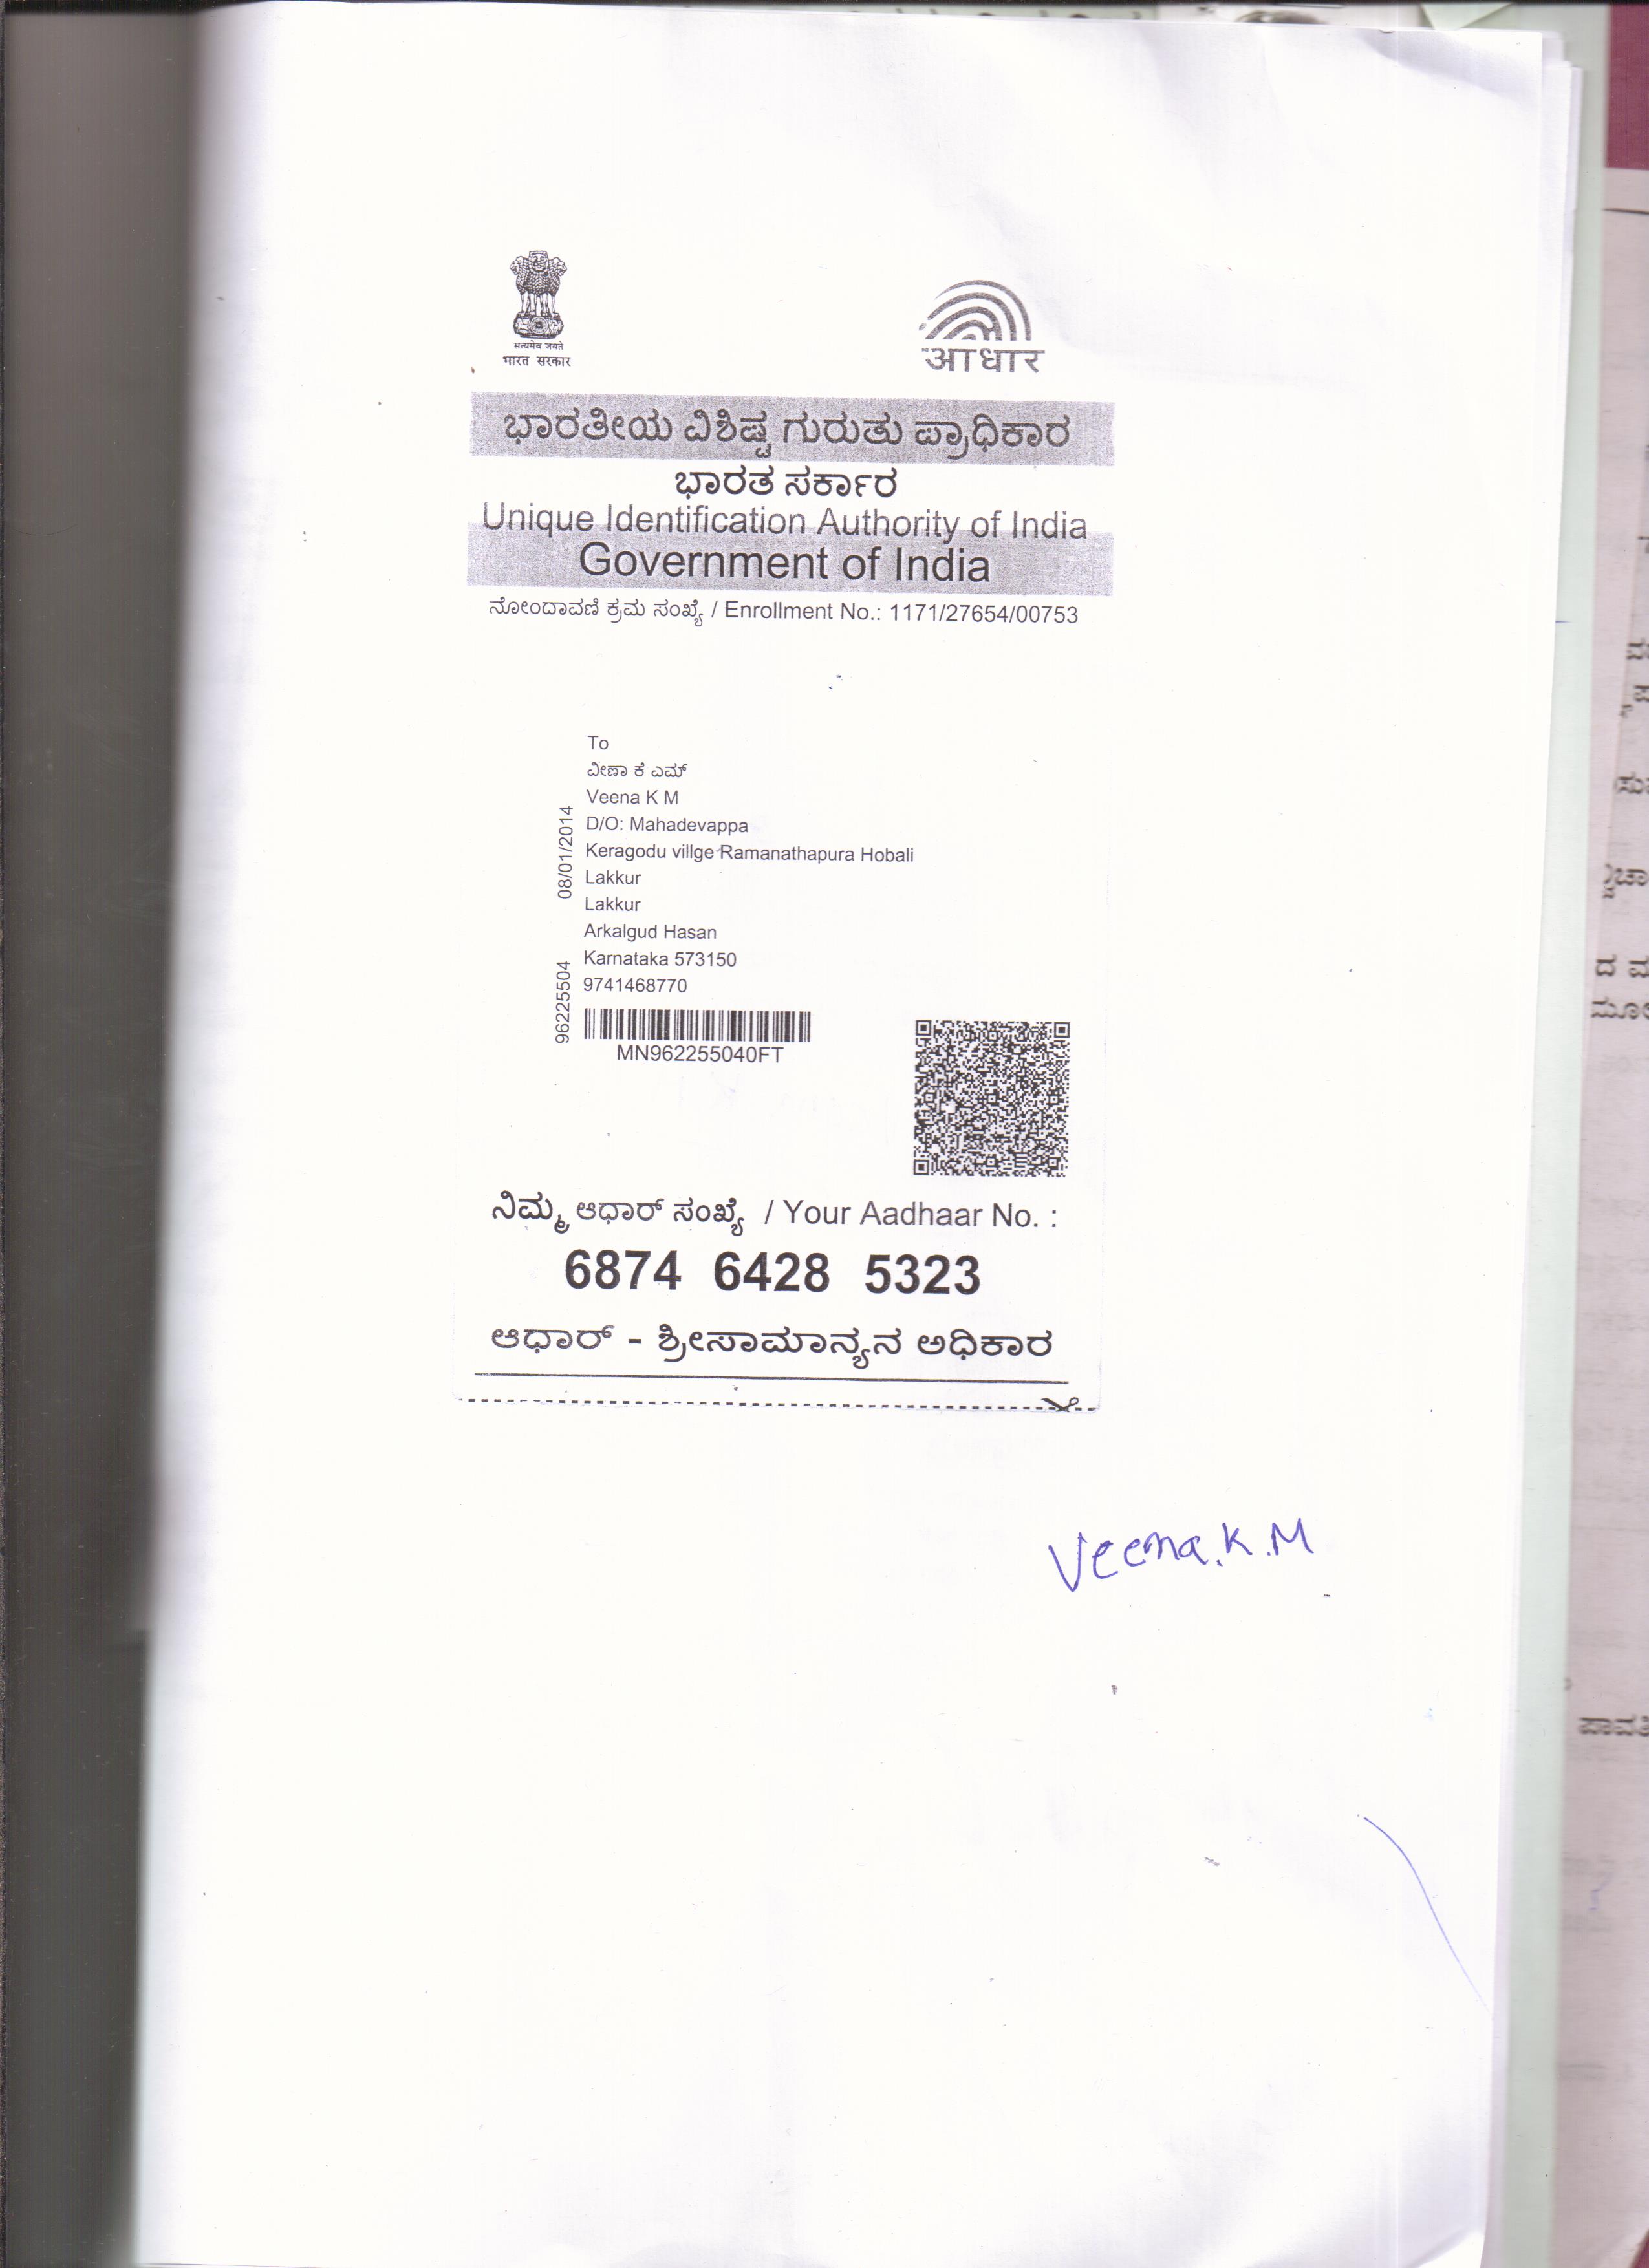 सत्यमेव जयते
भारत सरकार
आधार
ಭಾರತೀಯ ವಿಶಿಷ್ಟ ಗುರುತು ಪ್ರಾಧಿಕಾರ
ಭಾರತ ಸರ್ಕಾರ
Unique Identification Authority of India
Government of India
ನೋಂದಾವಣಿ ಕ್ರಮ ಸಂಖ್ಯೆ / Enrollment No.: 1171/27654/00753
To
ವೀಣಾ ಕೆ ಎಮ್
Veena K M
D/O: Mahadevappa
Keragodu villge Ramanathapura Hobali
Lakkur
Lakkur
Arkalgud Hasan
Karnataka 573150
9741468770
08/01/2014
96225504
MN962255040FT
ನಿಮ್ಮ ಆಧಾರ್ ಸಂಖ್ಯೆ / Your Aadhaar No. :
6874 6428 5323
ಆಧಾರ್ - ಶ್ರೀಸಾಮಾನ್ಯನ ಅಧಿಕಾರ
Veena.K.M